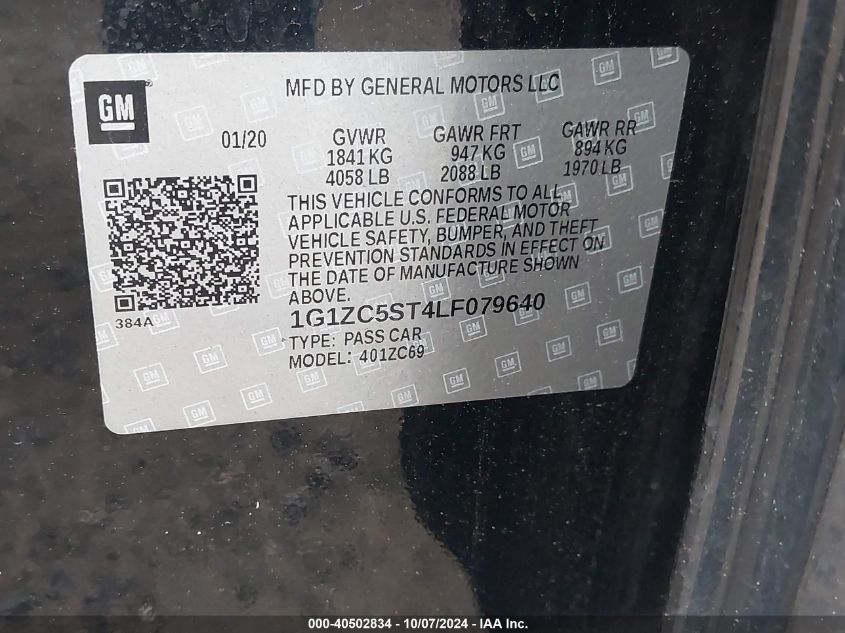 GM
MFD BY GENERAL MOTORS LLC
01/20 GVWR GAWR FRT GAWR RR
1841 KG 947 KG 894 KG
4058 LB 2088 LB 1970 LB
THIS VEHICLE CONFORMS TO ALL
APPLICABLE U.S. FEDERAL MOTOR
VEHICLE SAFETY, BUMPER, AND THEFT
PREVENTION STANDARDS IN EFFECT ON
THE DATE OF MANUFACTURE SHOWN
ABOVE.
384A
1G1ZC5ST4LF079640
TYPE: PASS CAR
MODEL: 401ZC69
000-40502834 - 10/07/2024 - IAA Inc.